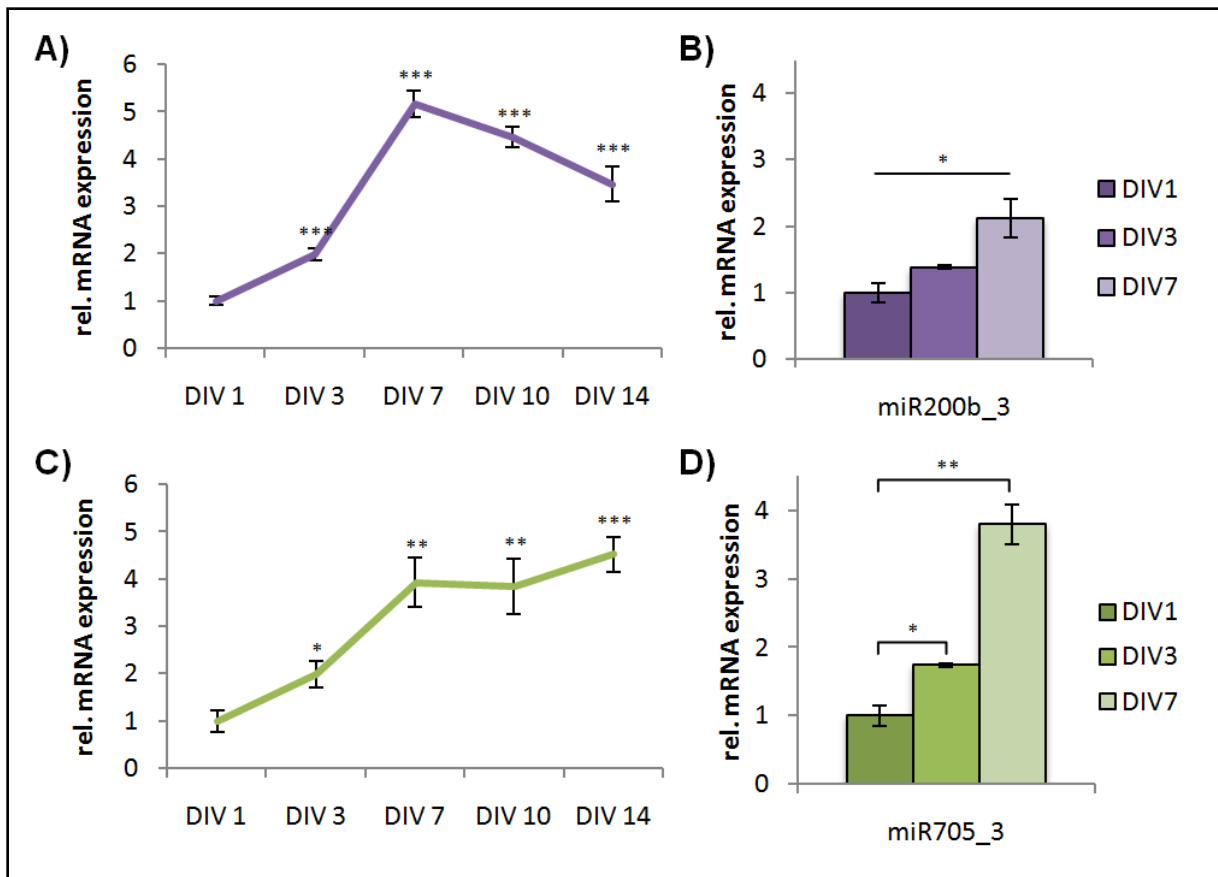 A)
rel. mRNA expression
6
5
4
3
2
1
0
***
***
***
***
DIV 1 DIV 3 DIV 7 DIV 10 DIV 14
B)
rel. mRNA expression
4
3
2
1
0
*
miR200b_3
DIV1
DIV3
DIV7
C)
rel. mRNA expression
6
5
4
3
2
1
0
*
**
**
***
DIV 1 DIV 3 DIV 7 DIV 10 DIV 14
D)
rel. mRNA expression
4
3
2
1
0
**
*
miR705_3
DIV1
DIV3
DIV7